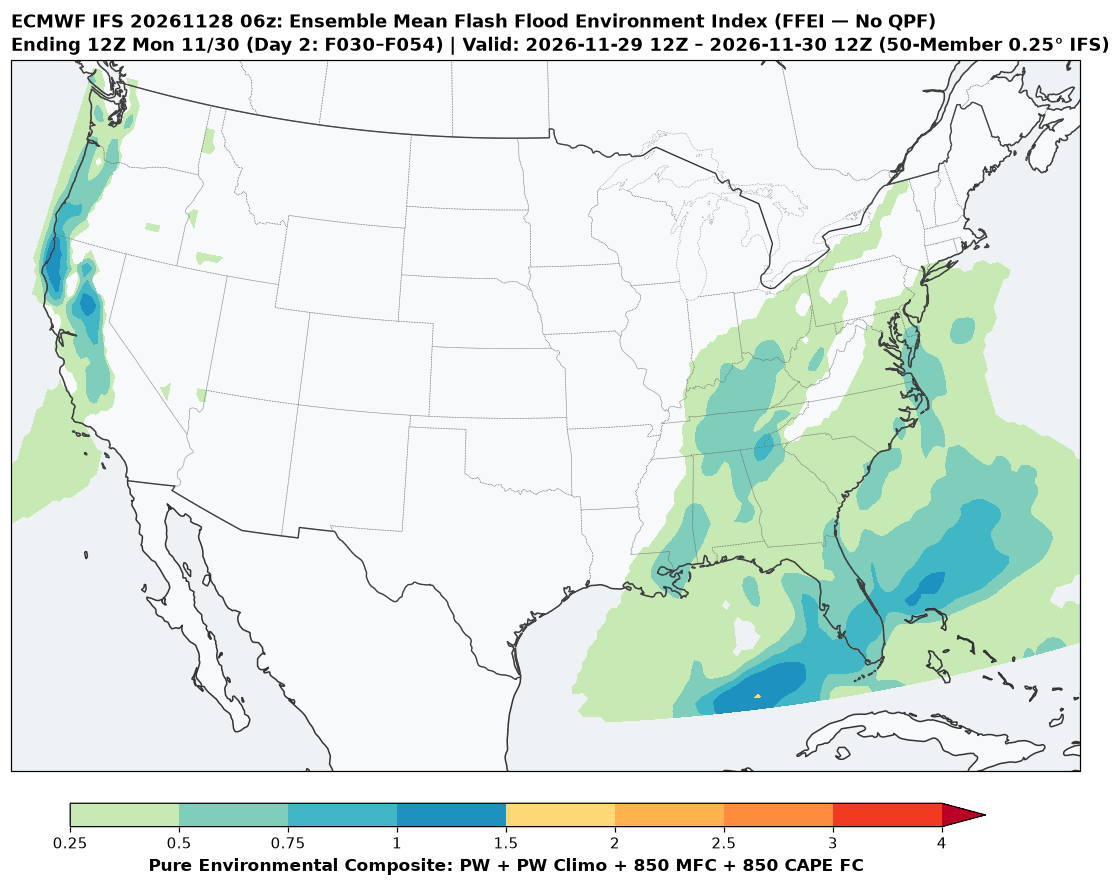 ECMWF IFS 20261128 06z: Ensemble Mean Flash Flood Environment Index (FFEI — No QPF)
Ending 12Z Mon 11/30 (Day 2: F030–F054) | Valid: 2026-11-29 12Z – 2026-11-30 12Z (50-Member 0.25° IFS)
0.25 0.5 0.75 1 1.5 2 2.5 3 4
Pure Environmental Composite: PW + PW Climo + 850 MFC + 850 CAPE FC